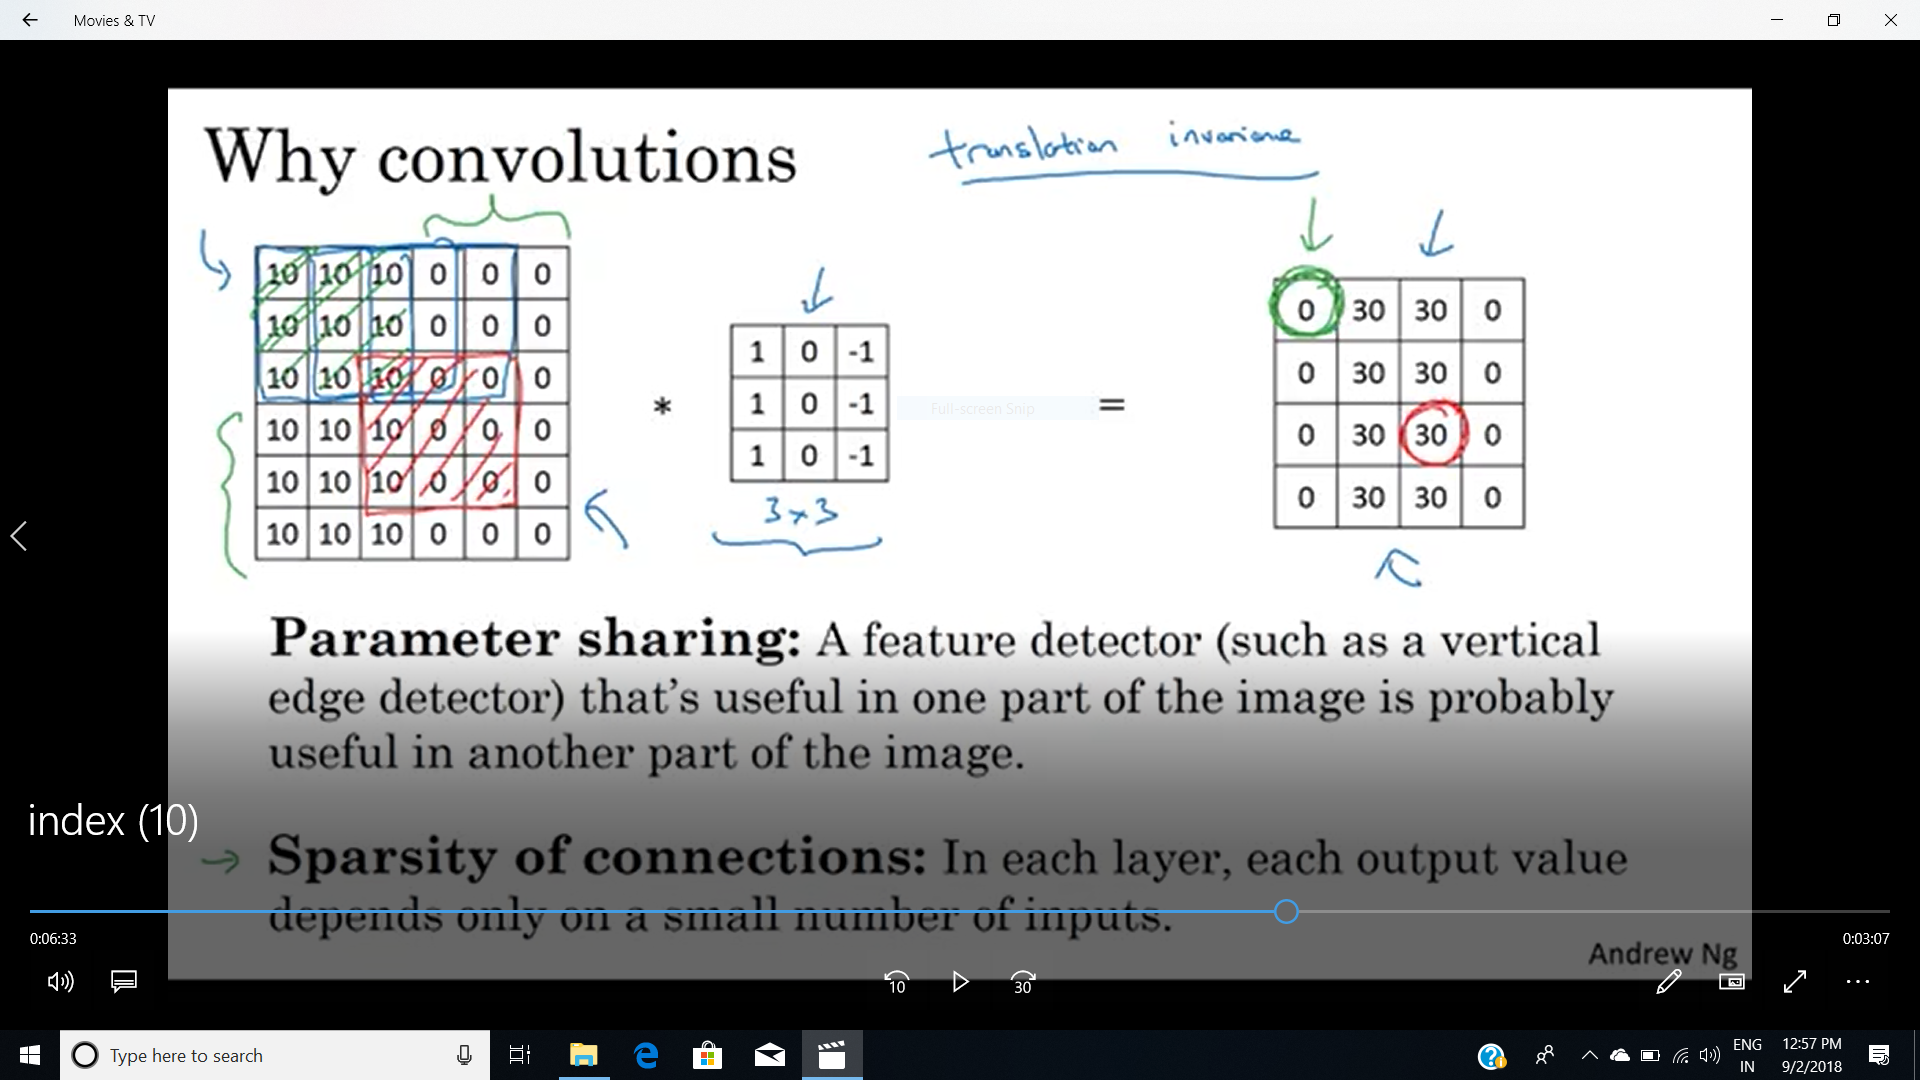 Movies & TV
Why convolutions
translation invariance
10 10 10 0 0 0
10 10 10 0 0 0
10 10 10 0 0 0
10 10 10 0 0 0
10 10 10 0 0 0
10 10 10 0 0 0
*
1 0 -1
1 0 -1
1 0 -1
3x3
Full-screen Snip
=
0 30 30 0
0 30 30 0
0 30 30 0
0 30 30 0
Parameter sharing: A feature detector (such as a vertical
edge detector) that's useful in one part of the image is probably
useful in another part of the image.
index (10)
Sparsity of connections: In each layer, each output value
depends only on a small number of inputs.
0:06:33
0:03:07
Andrew Ng
10
30
Type here to search
ENG
IN
12:57 PM
9/2/2018